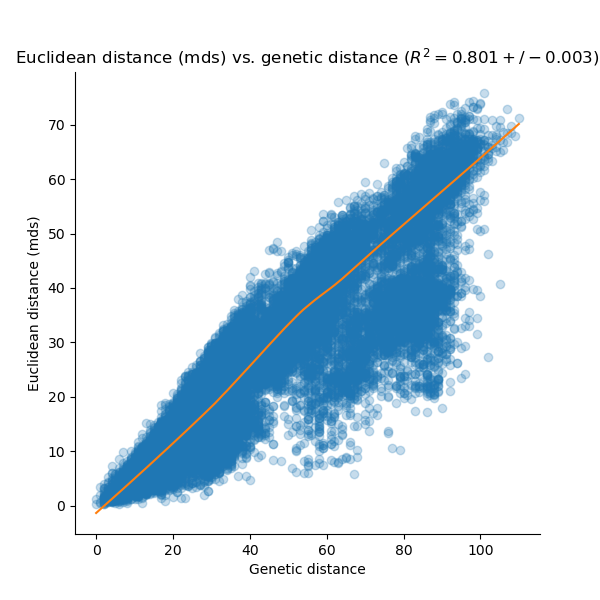 Euclidean distance (mds) vs. genetic distance (R² = 0.801 + / − 0.003)
70
60
50
40
30
20
10
0
Euclidean distance (mds)
0 20 40 60 80 100
Genetic distance